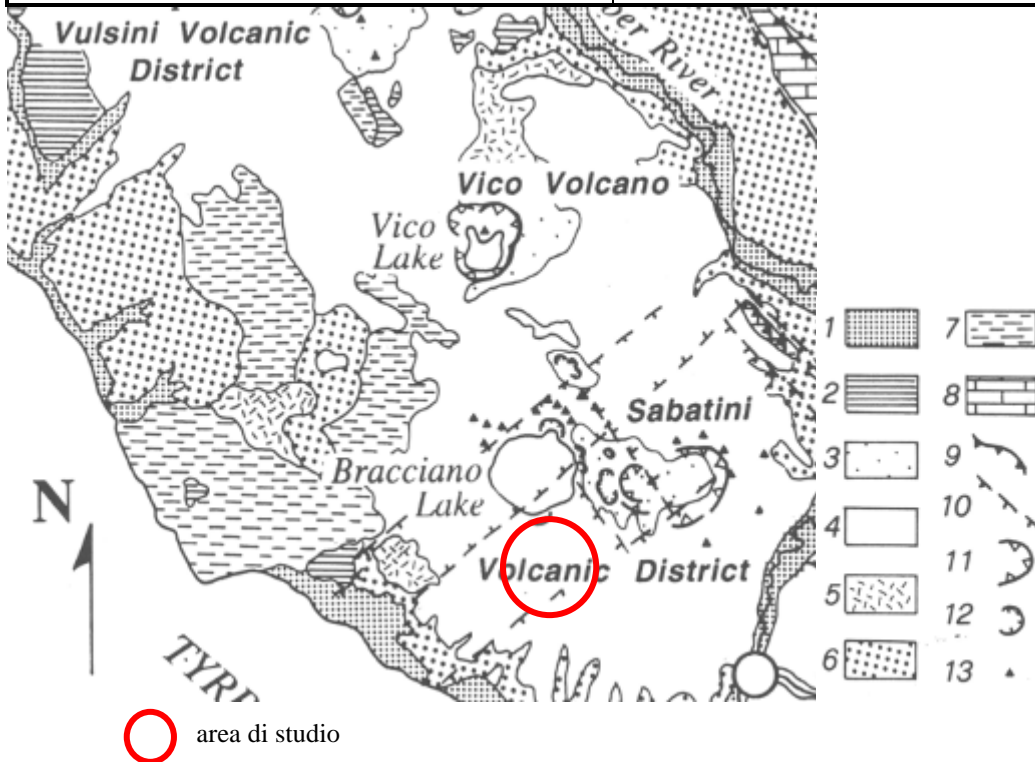 Vulsini Volcanic
District
ber River
Vico Volcano
Vico
Lake
Sabatini
Bracciano
Lake
Volcanic District
N
TYRR
1
2
3
4
5
6
7
8
9
10
11
12
13
area di studio